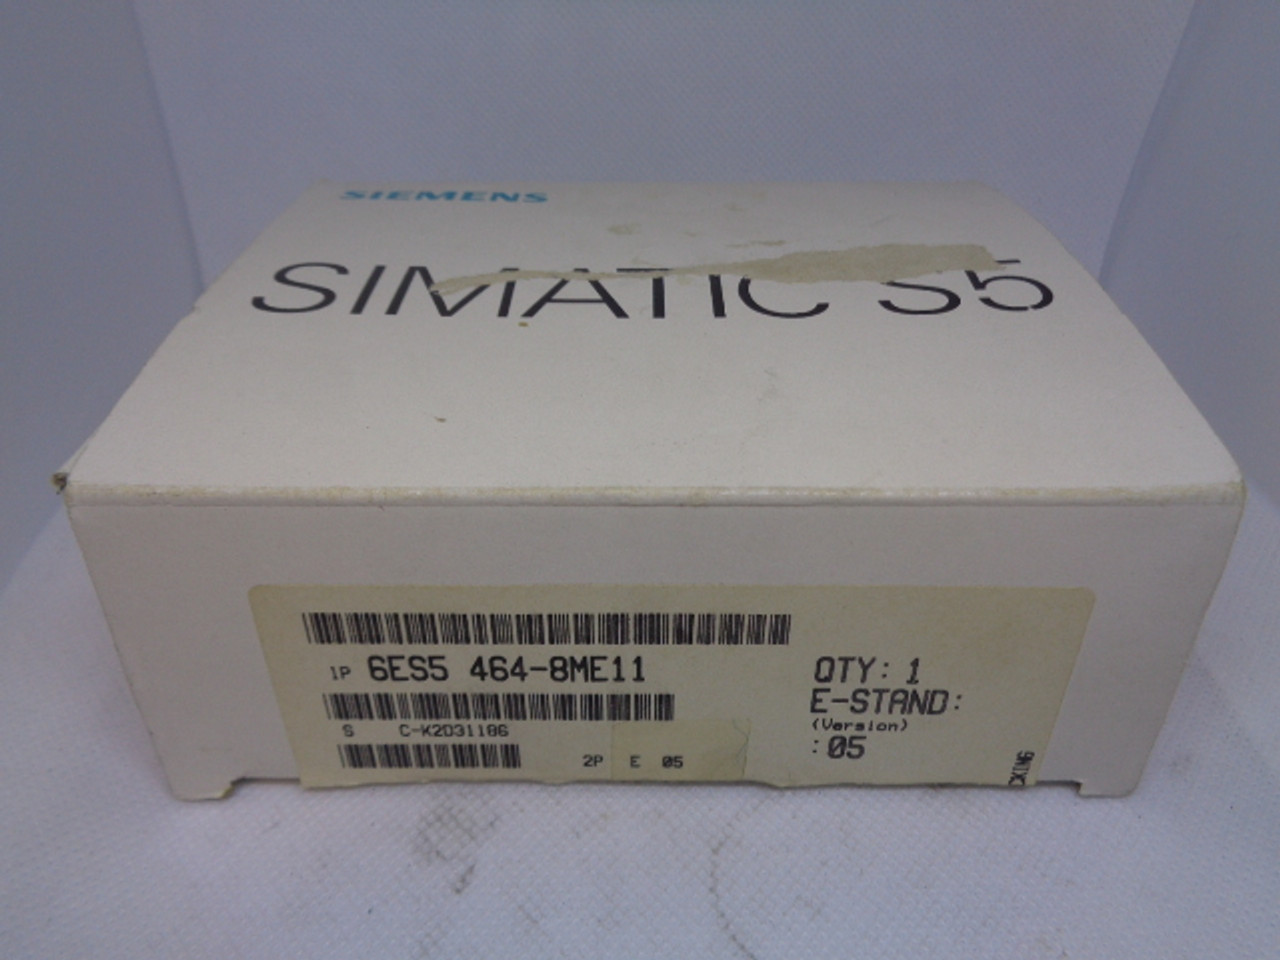 SIEMENS
SIMATIC S5
1P 6ES5 464-8ME11
S C-K2D31186
2P E 05
QTY: 1
E-STAND:
(Version)
:05